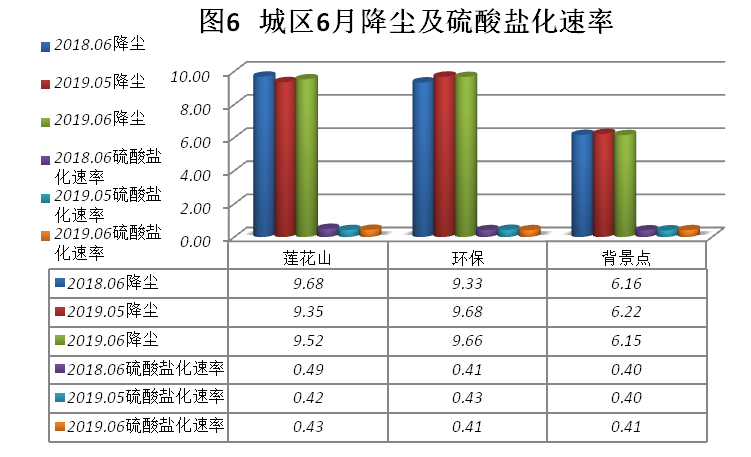 图6 城区6月降尘及硫酸盐化速率
2018.06降尘
2019.05降尘
2019.06降尘
2018.06硫酸盐
化速率
2019.05硫酸盐
化速率
2019.06硫酸盐
化速率
10.00
8.00
6.00
4.00
2.00
0.00
莲花山 环保 背景点
2018.06降尘 9.68 9.33 6.16
2019.05降尘 9.35 9.68 6.22
2019.06降尘 9.52 9.66 6.15
2018.06硫酸盐化速率 0.49 0.41 0.40
2019.05硫酸盐化速率 0.42 0.43 0.40
2019.06硫酸盐化速率 0.43 0.41 0.41